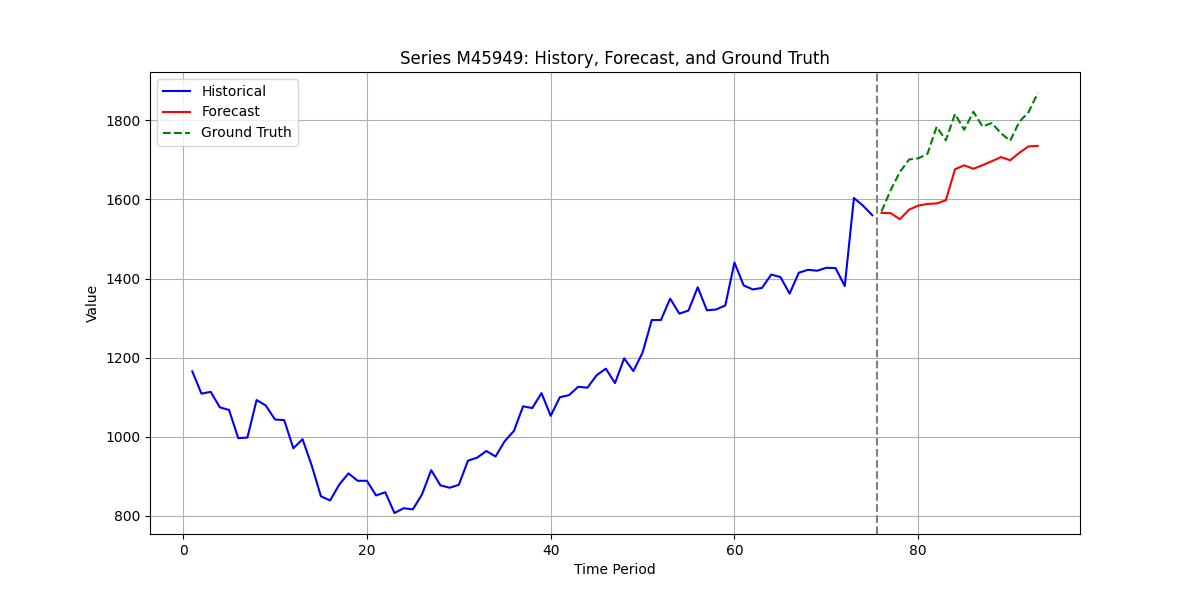 Series M45949: History, Forecast, and Ground Truth
Historical
Forecast
Ground Truth
Value
1800
1600
1400
1200
1000
800
0
20
40
60
80
Time Period